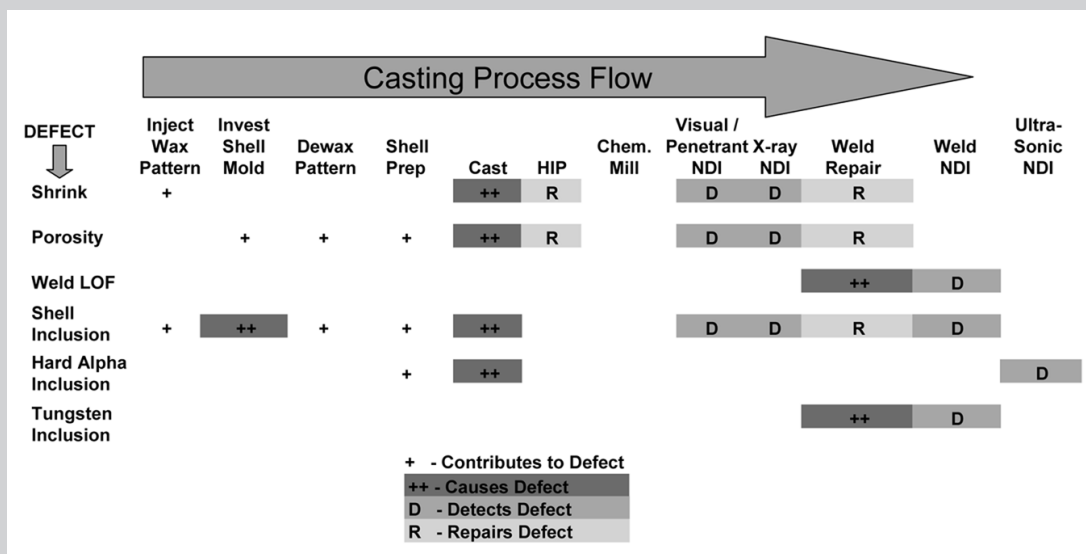 Casting Process Flow
DEFECT
Inject Wax Pattern
Invest Shell Mold
Dewax Pattern
Shell Prep
Cast
HIP
Chem. Mill
Visual / Penetrant NDI
X-ray NDI
Weld Repair
Weld NDI
Ultra- Sonic NDI
Shrink + ++ R D D R
Porosity + + + ++ R D D R
Weld LOF ++ D
Shell Inclusion + ++ + + ++ D D R D
Hard Alpha Inclusion + ++ D
Tungsten Inclusion ++ D
+ - Contributes to Defect
++ - Causes Defect
D - Detects Defect
R - Repairs Defect